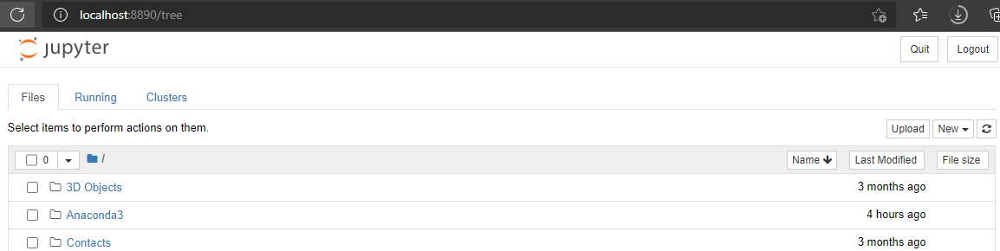 localhost:8890/tree
jupyter Quit Logout
Files Running Clusters
Select items to perform actions on them. Upload New
0 / Name Last Modified File size
3D Objects 3 months ago
Anaconda3 4 hours ago
Contacts 3 months ago